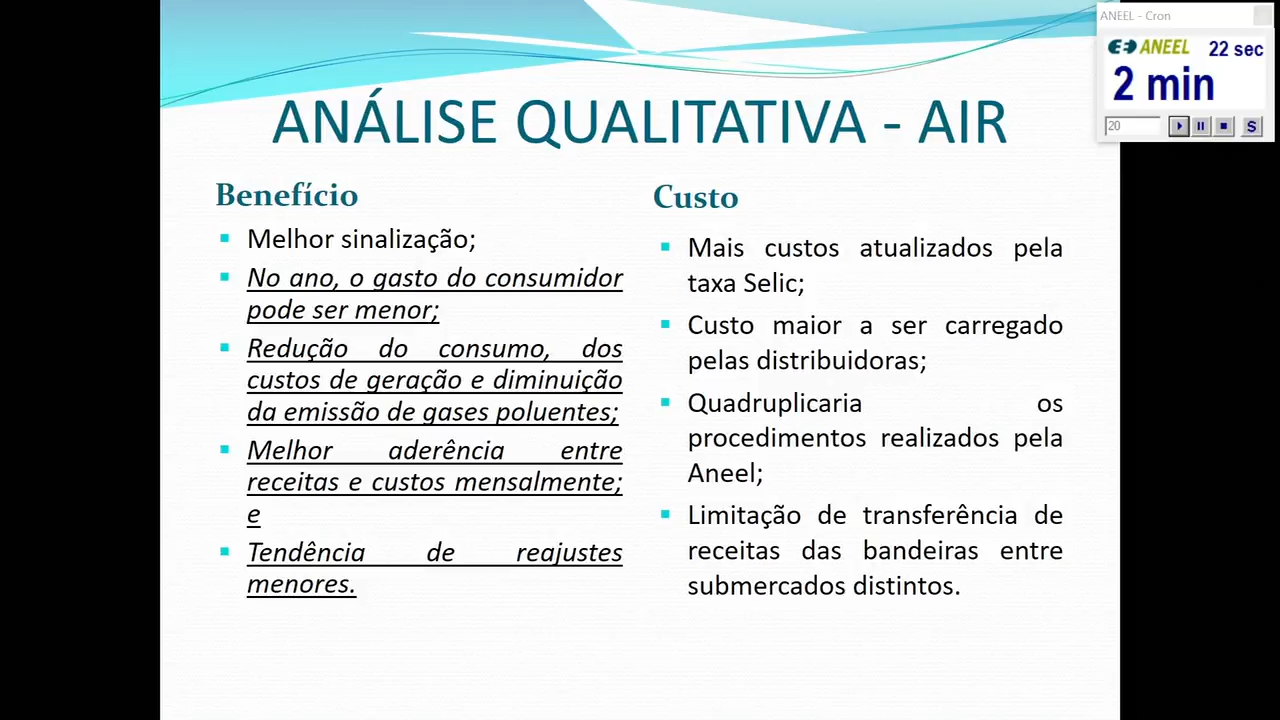 ANEEL - Cron
ANEEL 22 sec
2 min
20
S
ANÁLISE QUALITATIVA - AIR
Benefício
Melhor sinalização;
No ano, o gasto do consumidor
pode ser menor;
Redução do consumo, dos
custos de geração e diminuição
da emissão de gases poluentes;
Melhor aderência entre
receitas e custos mensalmente;
e
Tendência de reajustes
menores.
Custo
Mais custos atualizados pela
taxa Selic;
Custo maior a ser carregado
pelas distribuidoras;
Quadruplicaria os
procedimentos realizados pela
Aneel;
Limitação de transferência de
receitas das bandeiras entre
submercados distintos.